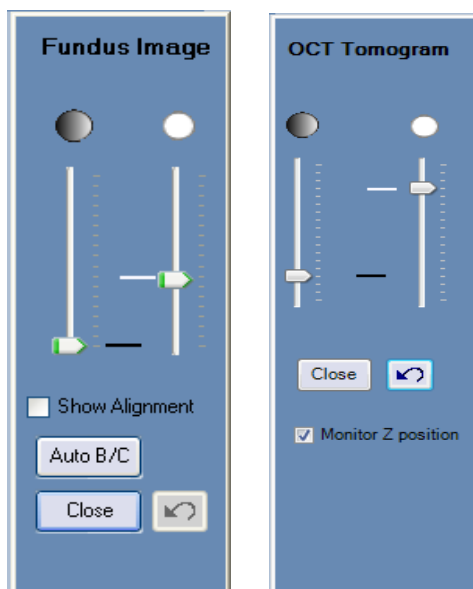 Fundus Image
Show Alignment
Auto B/C
Close
OCT Tomogram
Close
Monitor Z position